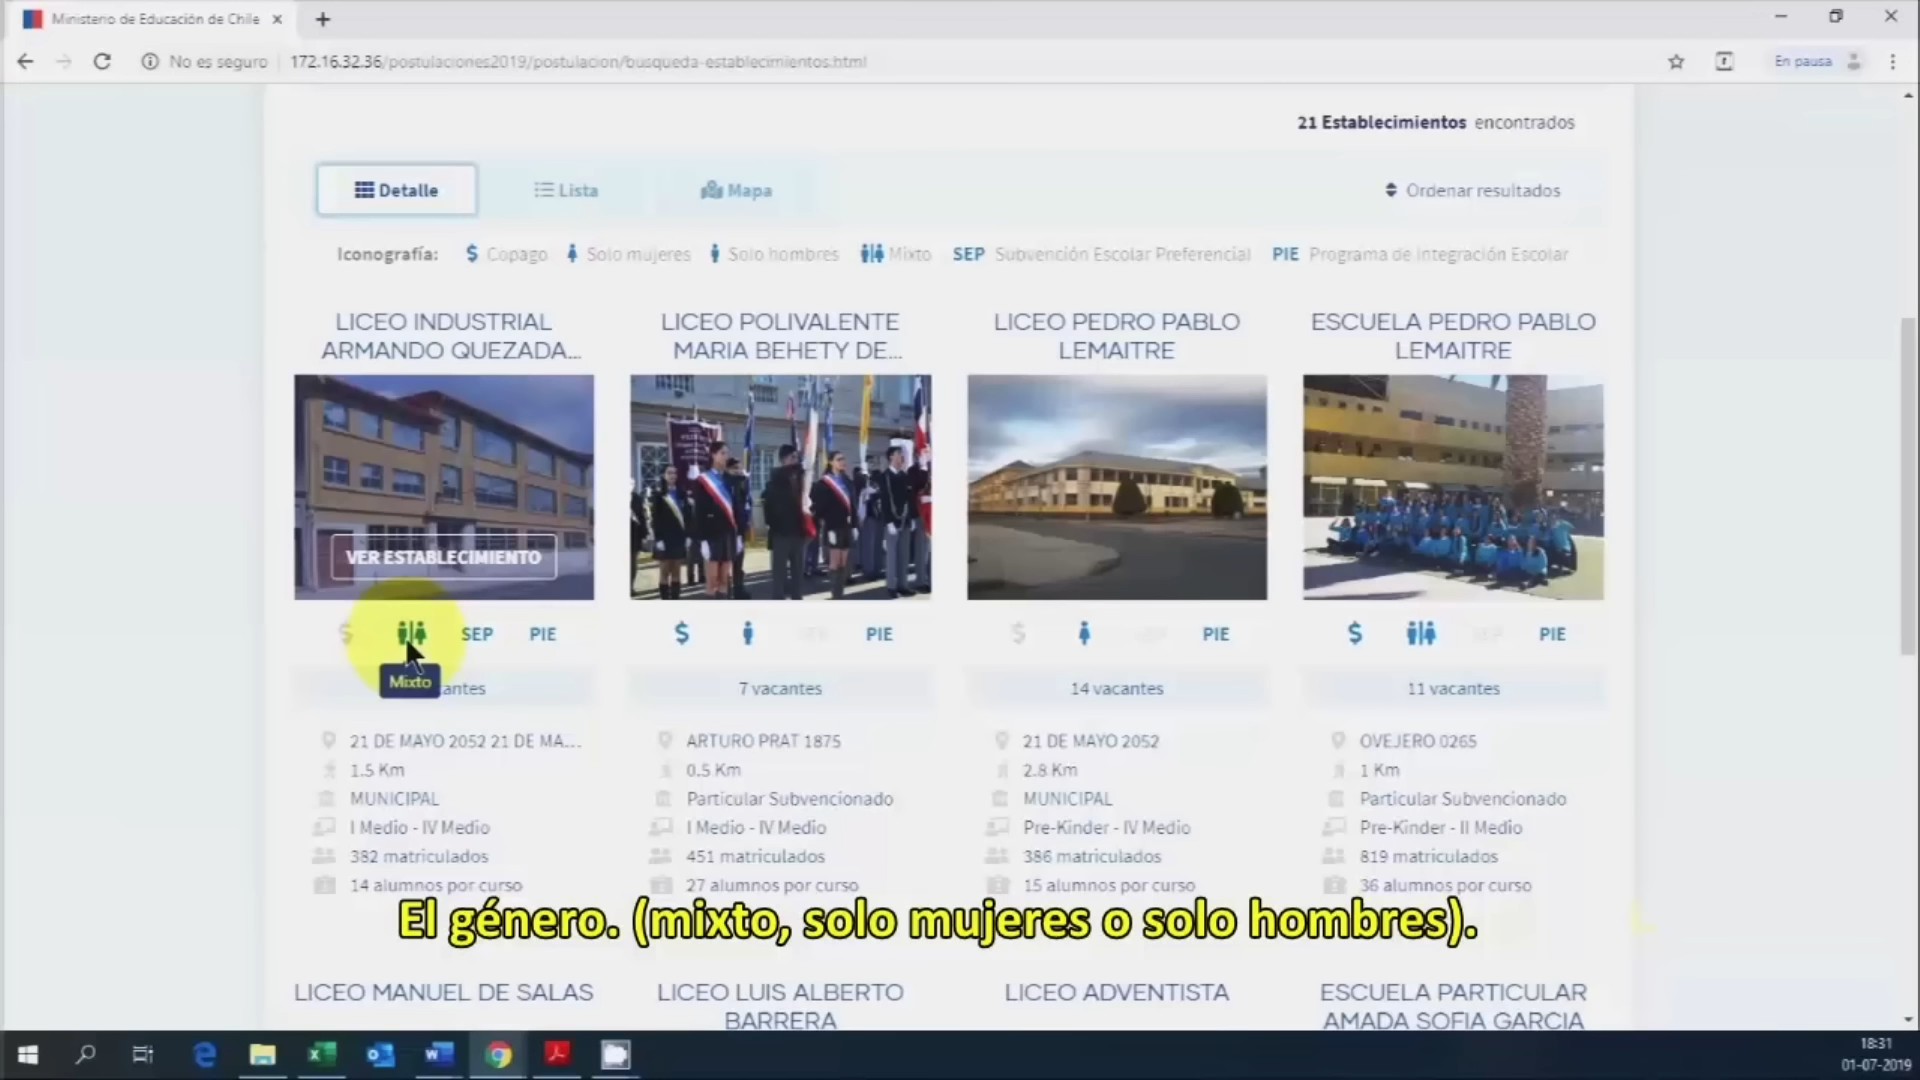 Ministerio de Educación de Chile
No es seguro 172.16.32.36/postulaciones2019/postulacion/busqueda-establecimientos.html
En pausa
21 Establecimientos encontrados
Detalle Lista Mapa Ordenar resultados
Iconografía: $ Copago Solo mujeres Solo hombres Mixto SEP Subvención Escolar Preferencial PIE Programa de Integración Escolar
LICEO INDUSTRIAL
ARMANDO QUEZADA...
VER ESTABLECIMIENTO
$ SEP PIE
Mixto
antes
21 DE MAYO 2052 21 DE MA...
1.5 Km
MUNICIPAL
I Medio - IV Medio
382 matriculados
14 alumnos por curso
LICEO POLIVALENTE
MARIA BEHETY DE...
$ SEP PIE
7 vacantes
ARTURO PRAT 1875
0.5 Km
Particular Subvencionado
I Medio - IV Medio
451 matriculados
27 alumnos por curso
LICEO PEDRO PABLO
LEMAITRE
$ SEP PIE
14 vacantes
21 DE MAYO 2052
2.8 Km
MUNICIPAL
Pre-Kinder - IV Medio
386 matriculados
15 alumnos por curso
ESCUELA PEDRO PABLO
LEMAITRE
$ SEP PIE
11 vacantes
OVEJERO 0265
1 Km
Particular Subvencionado
Pre-Kinder - II Medio
819 matriculados
36 alumnos por curso
El género. (mixto, solo mujeres o solo hombres).
LICEO MANUEL DE SALAS
LICEO LUIS ALBERTO
BARRERA
LICEO ADVENTISTA
ESCUELA PARTICULAR
AMADA SOFIA GARCIA
18:31
01-07-2019